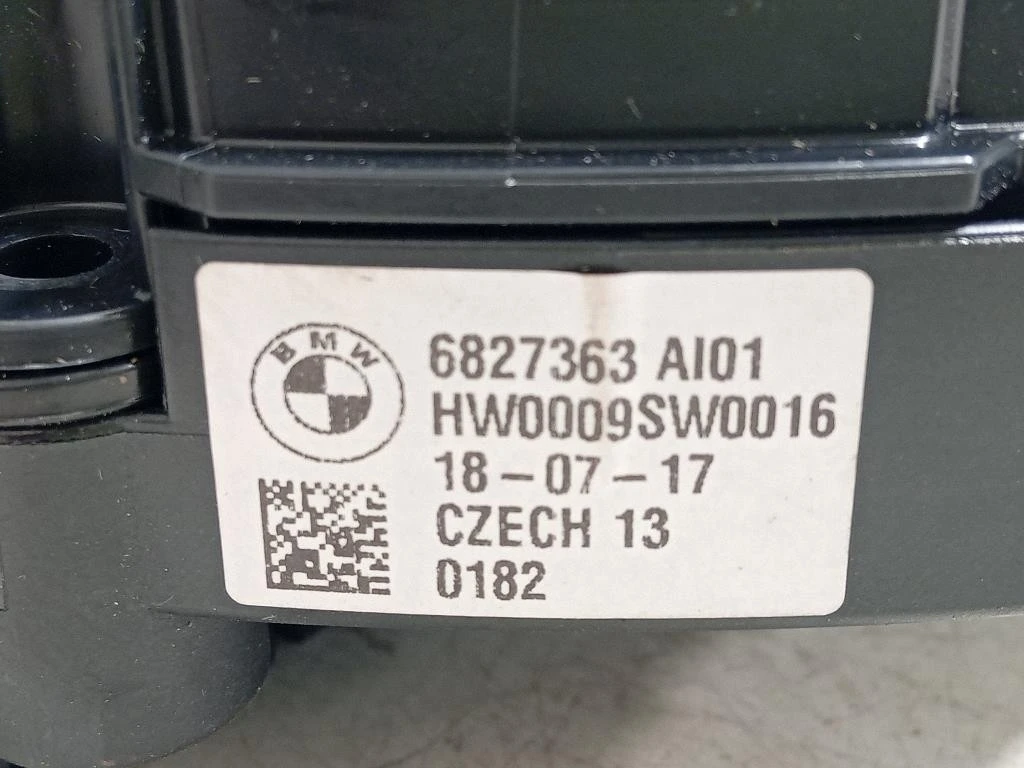 BMW
6827363 AI01
HW0009SW0016
18-07-17
CZECH 13
0182